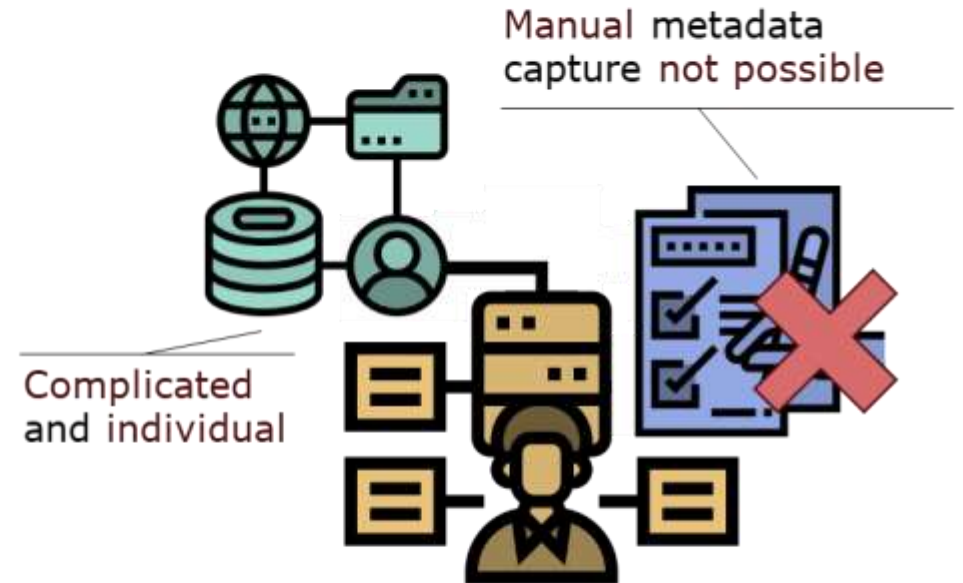 Manual metadata
capture not possible
Complicated
and individual